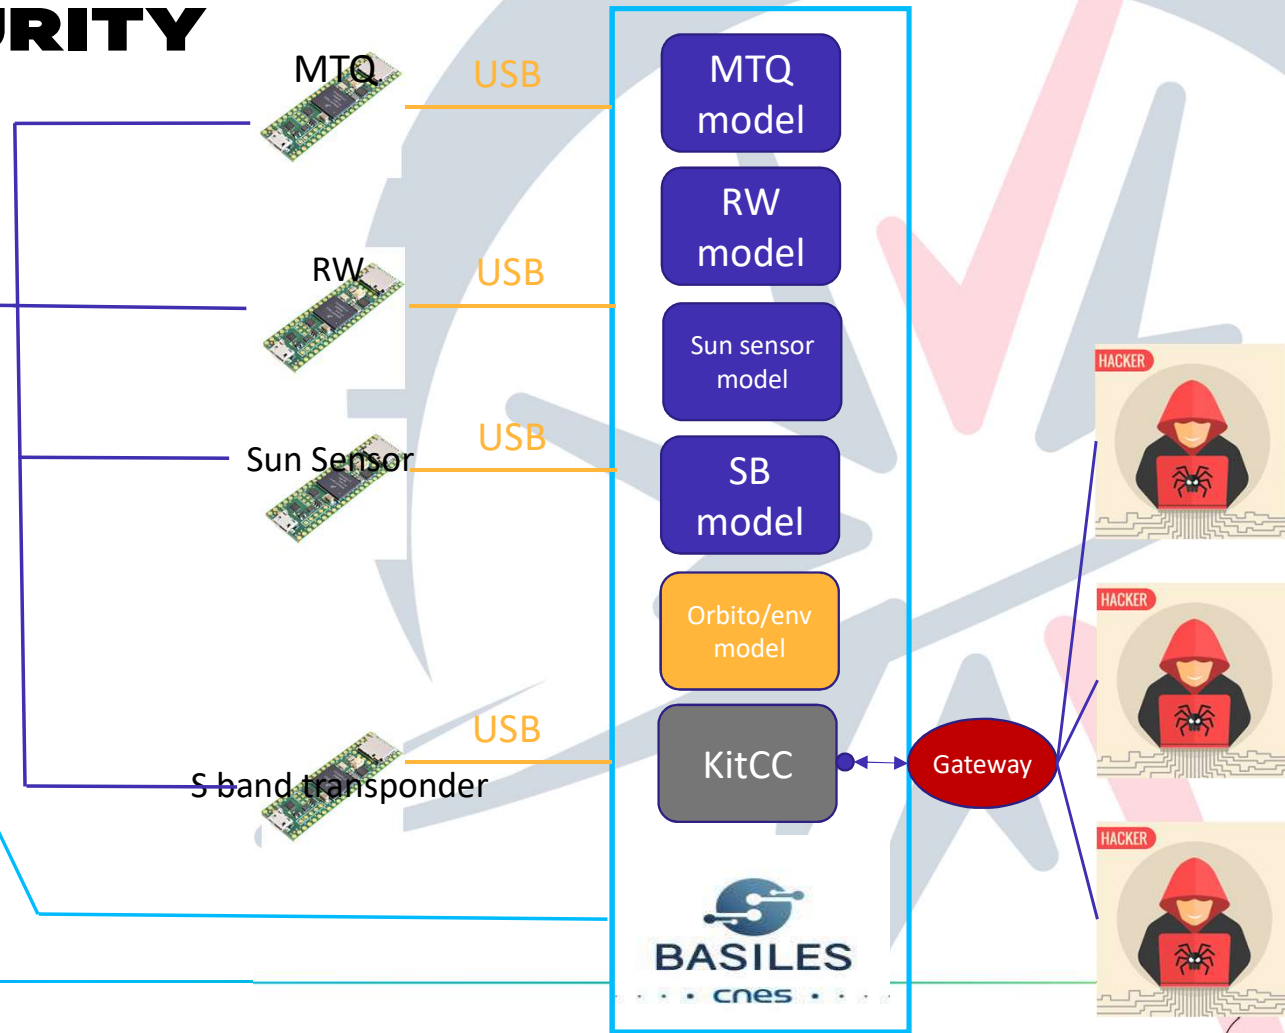 URITY
MTQ
USB
MTQ
model
RW
USB
RW
model
Sun sensor
model
Sun Sensor
USB
SB
model
Orbito/env
model
S band transponder
USB
KitCC
Gateway
HACKER
HACKER
HACKER
BASILES
cnes